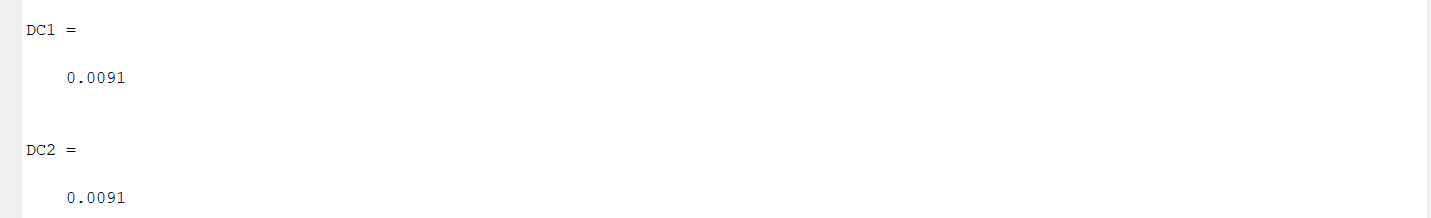 DC1 =
0.0091
DC2 =
0.0091